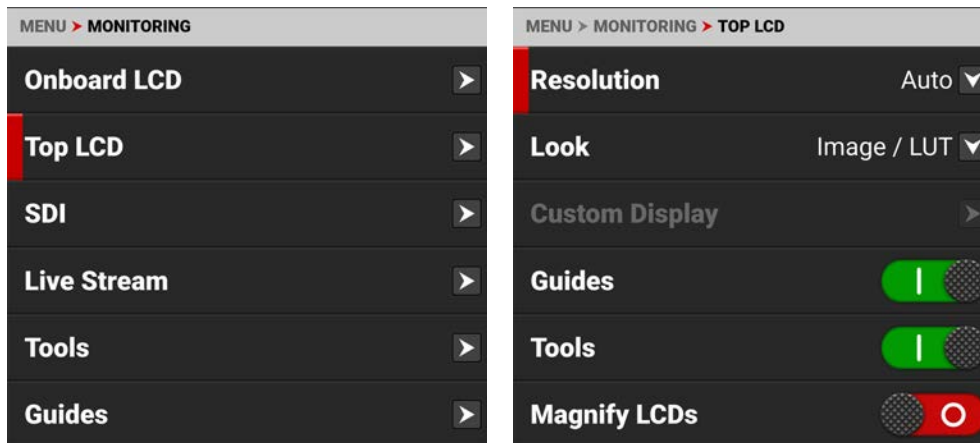 MENU > MONITORING
Onboard LCD
Top LCD
SDI
Live Stream
Tools
Guides
MENU > MONITORING > TOP LCD
Resolution Auto
Look Image / LUT
Custom Display
Guides
Tools
Magnify LCDs